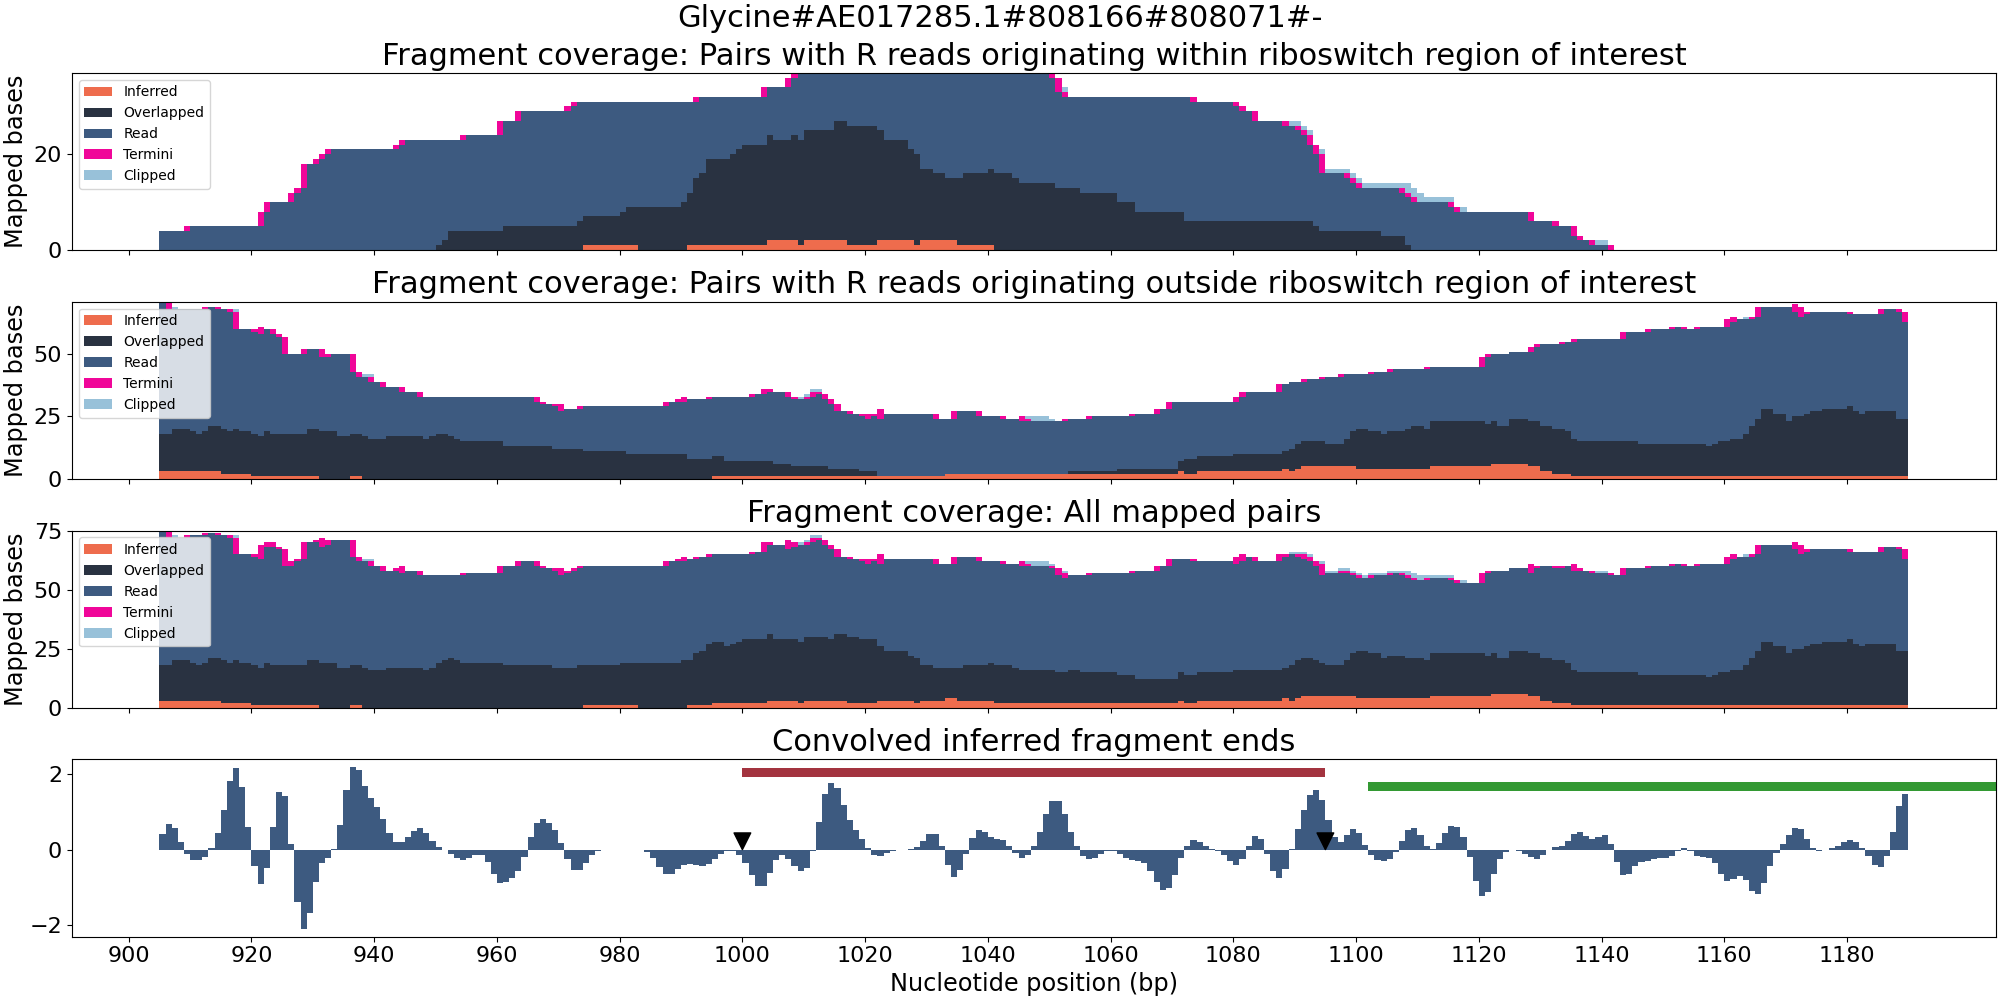 Glycine#AE017285.1#808166#808071#-
Fragment coverage: Pairs with R reads originating within riboswitch region of interest
Mapped bases
20
0
Inferred
Overlapped
Read
Termini
Clipped
Fragment coverage: Pairs with R reads originating outside riboswitch region of interest
Mapped bases
50
25
0
Inferred
Overlapped
Read
Termini
Clipped
Fragment coverage: All mapped pairs
Mapped bases
75
50
25
0
Inferred
Overlapped
Read
Termini
Clipped
Convolved inferred fragment ends
2
0
−2
900 920 940 960 980 1000 1020 1040 1060 1080 1100 1120 1140 1160 1180
Nucleotide position (bp)